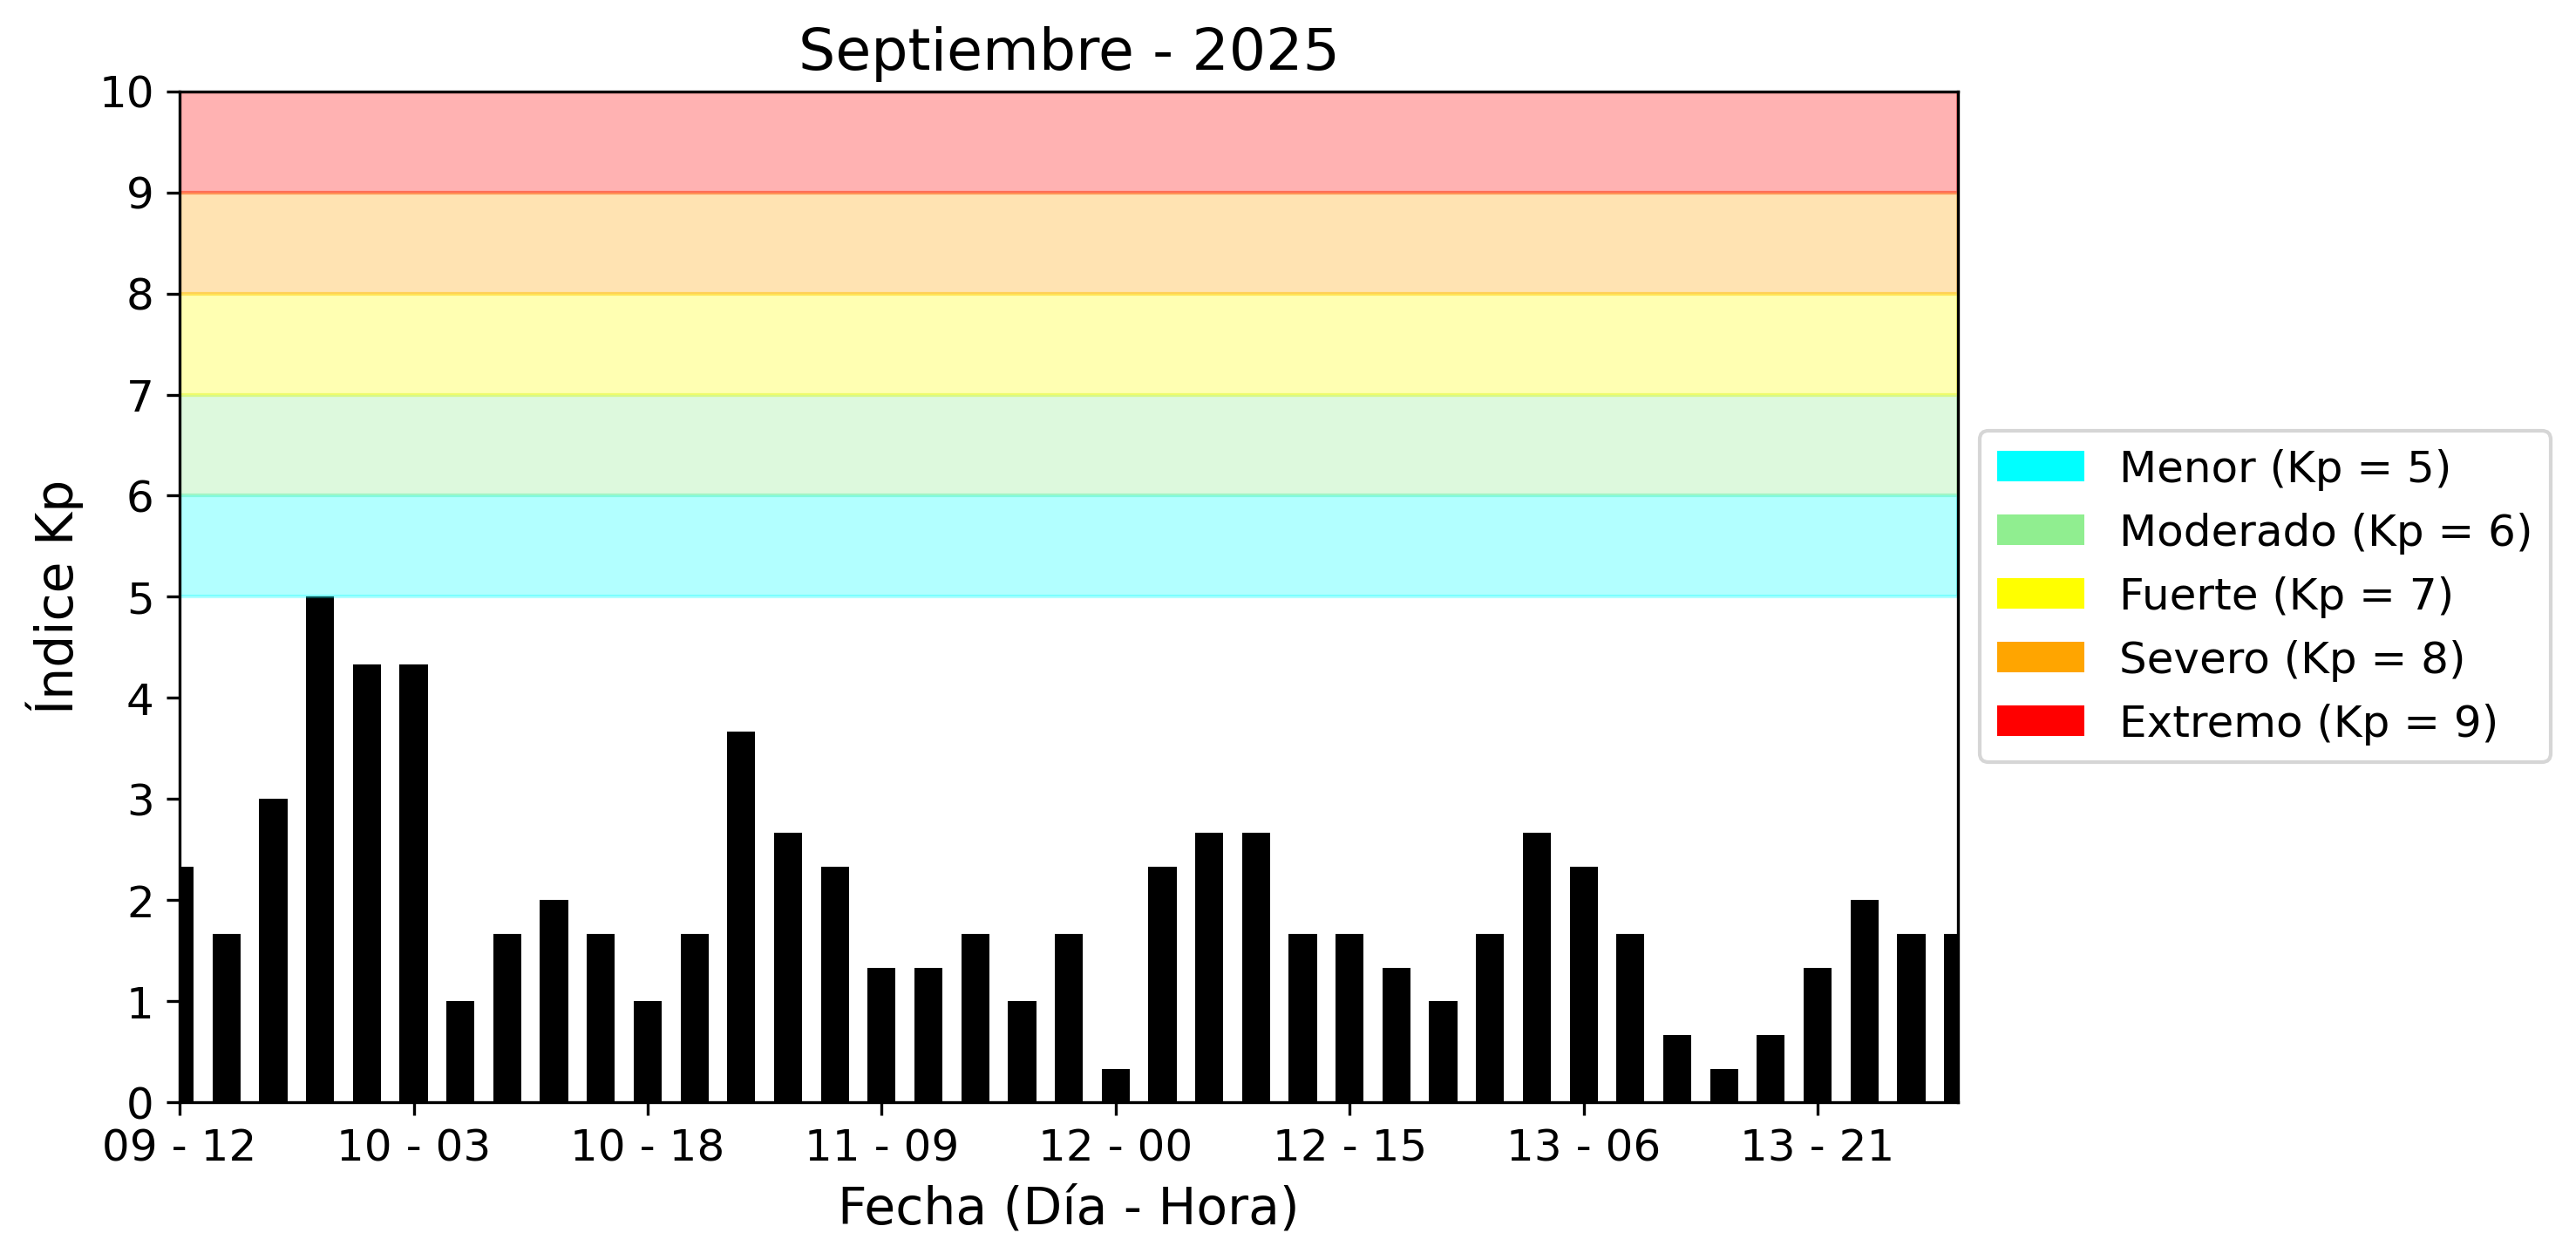 Septiembre - 2025
10
9
8
7
6
5
4
3
2
1
0
Índice Kp
09 - 12
10 - 03
10 - 18
11 - 09
12 - 00
12 - 15
13 - 06
13 - 21
Fecha (Día - Hora)
Menor (Kp = 5)
Moderado (Kp = 6)
Fuerte (Kp = 7)
Severo (Kp = 8)
Extremo (Kp = 9)